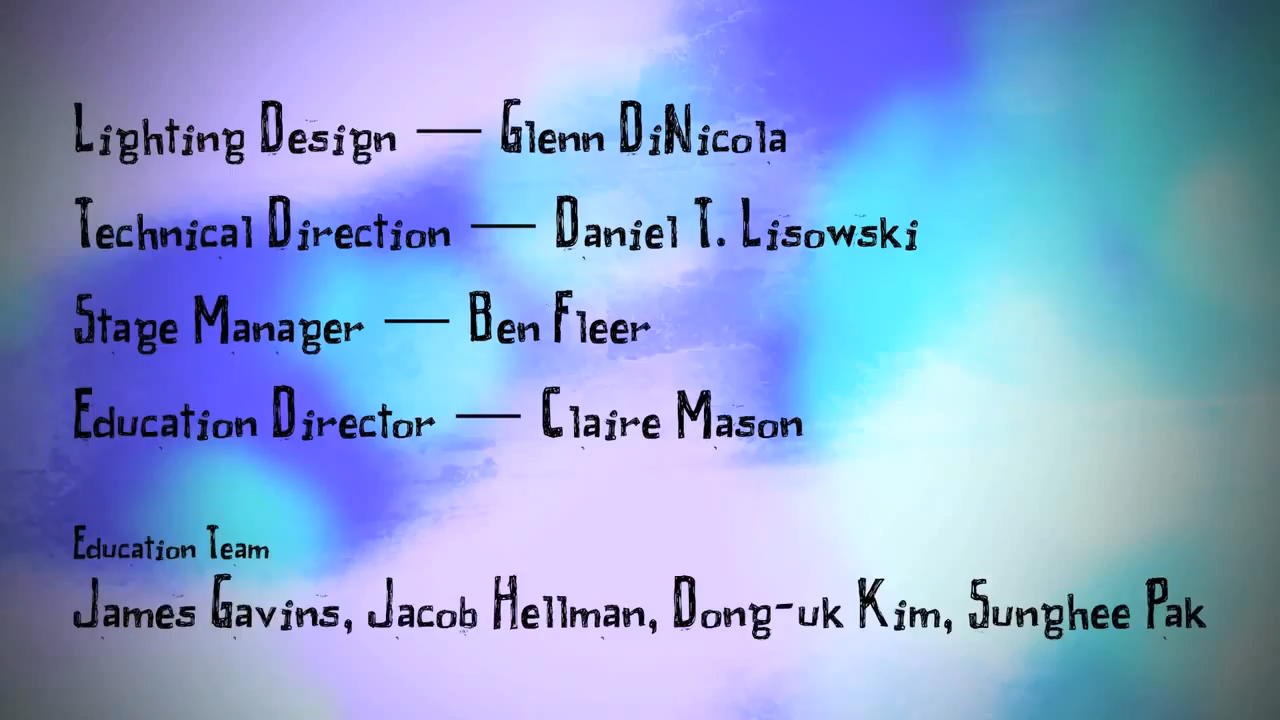 Lighting Design — Glenn DiNicola
Technical Direction — Daniel T. Lisowski
Stage Manager — Ben Fleer
Education Director — Claire Mason
Education Team
James Gavins, Jacob Hellman, Dong-uk Kim, Sunghee Pak